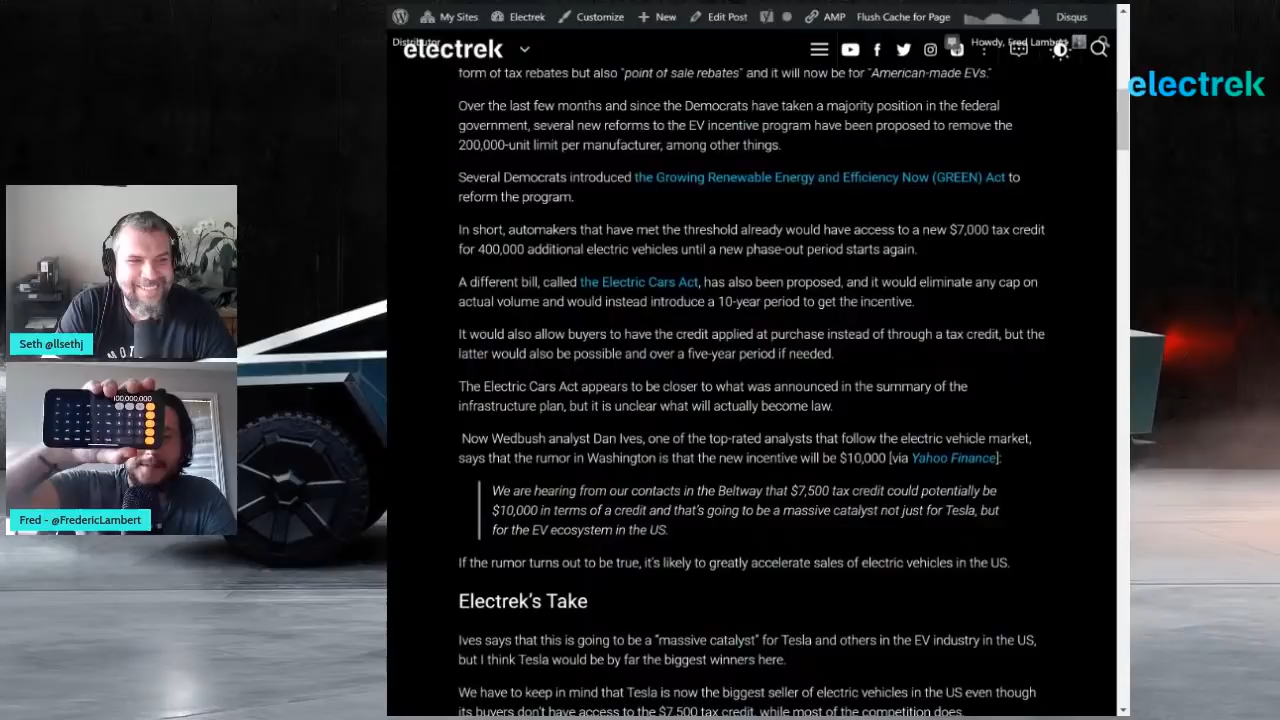 My Sites Electrek Customize New Edit Post AMP Flush Cache for Page Disqus
Distributor Howdy, Fred Lambert
electrek
electrek
form of tax rebates but also "point of sale rebates" and it will now be for "American-made EVs."
Over the last few months and since the Democrats have taken a majority position in the federal
government, several new reforms to the EV incentive program have been proposed to remove the
200,000-unit limit per manufacturer, among other things.
Several Democrats introduced the Growing Renewable Energy and Efficiency Now (GREEN) Act to
reform the program.
In short, automakers that have met the threshold already would have access to a new $7,000 tax credit
for 400,000 additional electric vehicles until a new phase-out period starts again.
A different bill, called the Electric Cars Act, has also been proposed, and it would eliminate any cap on
actual volume and would instead introduce a 10-year period to get the incentive.
It would also allow buyers to have the credit applied at purchase instead of through a tax credit, but the
latter would also be possible and over a five-year period if needed.
The Electric Cars Act appears to be closer to what was announced in the summary of the
infrastructure plan, but it is unclear what will actually become law.
Now Wedbush analyst Dan Ives, one of the top-rated analysts that follow the electric vehicle market,
says that the rumor in Washington is that the new incentive will be $10,000 [via Yahoo Finance]:
We are hearing from our contacts in the Beltway that $7,500 tax credit could potentially be
$10,000 in terms of a credit and that's going to be a massive catalyst not just for Tesla, but
for the EV ecosystem in the US.
If the rumor turns out to be true, it's likely to greatly accelerate sales of electric vehicles in the US.
Electrek's Take
Ives says that this is going to be a "massive catalyst" for Tesla and others in the EV industry in the US,
but I think Tesla would be by far the biggest winners here.
We have to keep in mind that Tesla is now the biggest seller of electric vehicles in the US even though
its buyers don't have access to the $7,500 tax credit, while most of the competition does.
Seth @llsethj
100,000,000
Fred - @FredericLambert